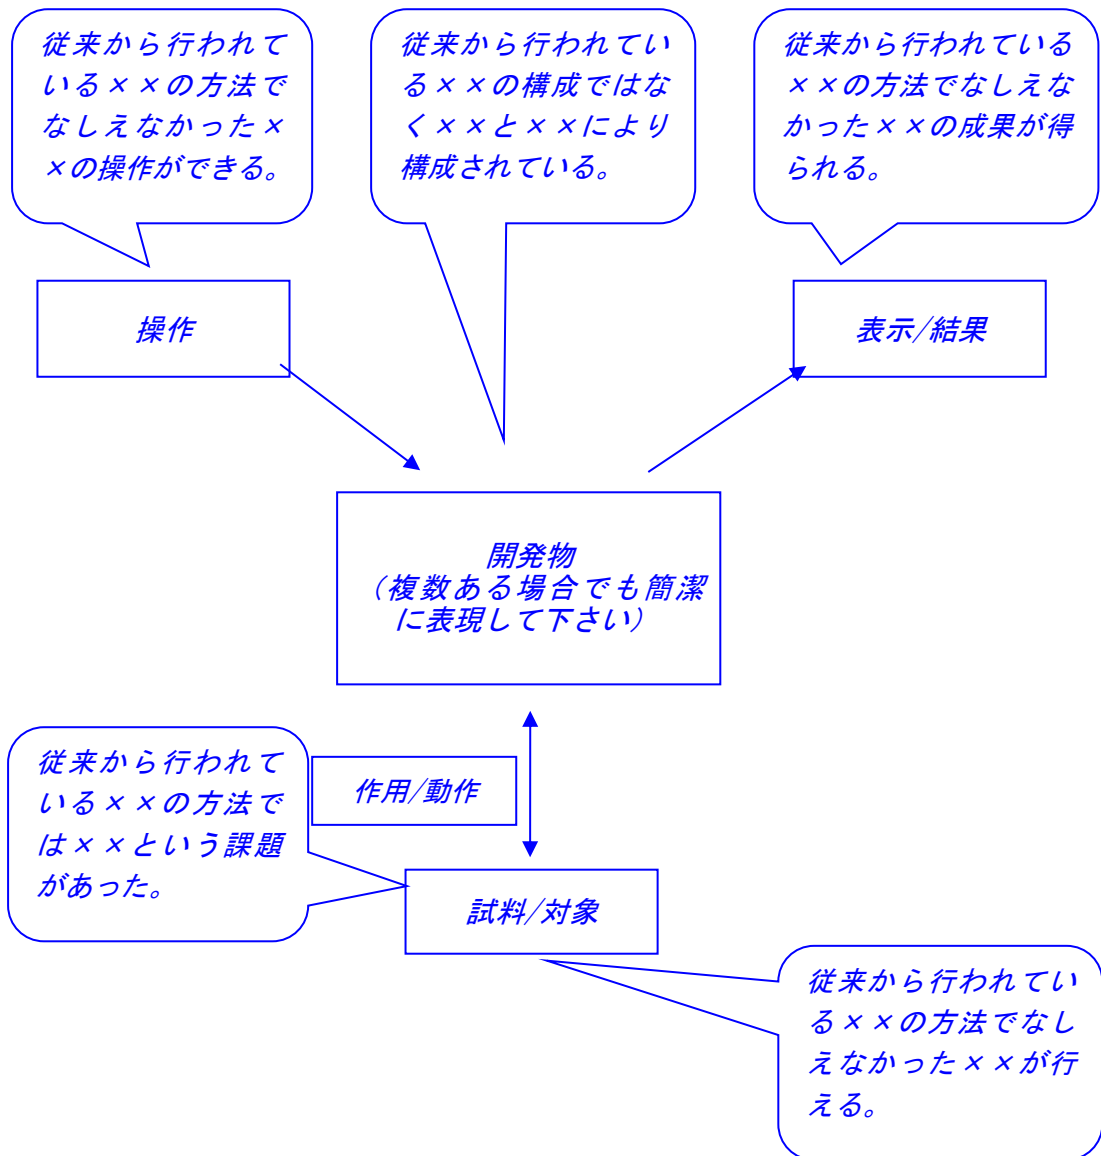 従来から行われて
いる××の方法で
なしえなかった×
×の操作ができる。
従来から行われてい
る××の構成ではな
く××と××により
構成されている。
従来から行われている
××の方法でなしえな
かった××の成果が得
られる。
操作
表示/結果
開発物
（複数ある場合でも簡潔
に表現して下さい）
従来から行われて
いる××の方法で
は××という課題
があった。
作用/動作
試料/対象
従来から行われてい
る××の方法でなし
えなかった××が行
える。